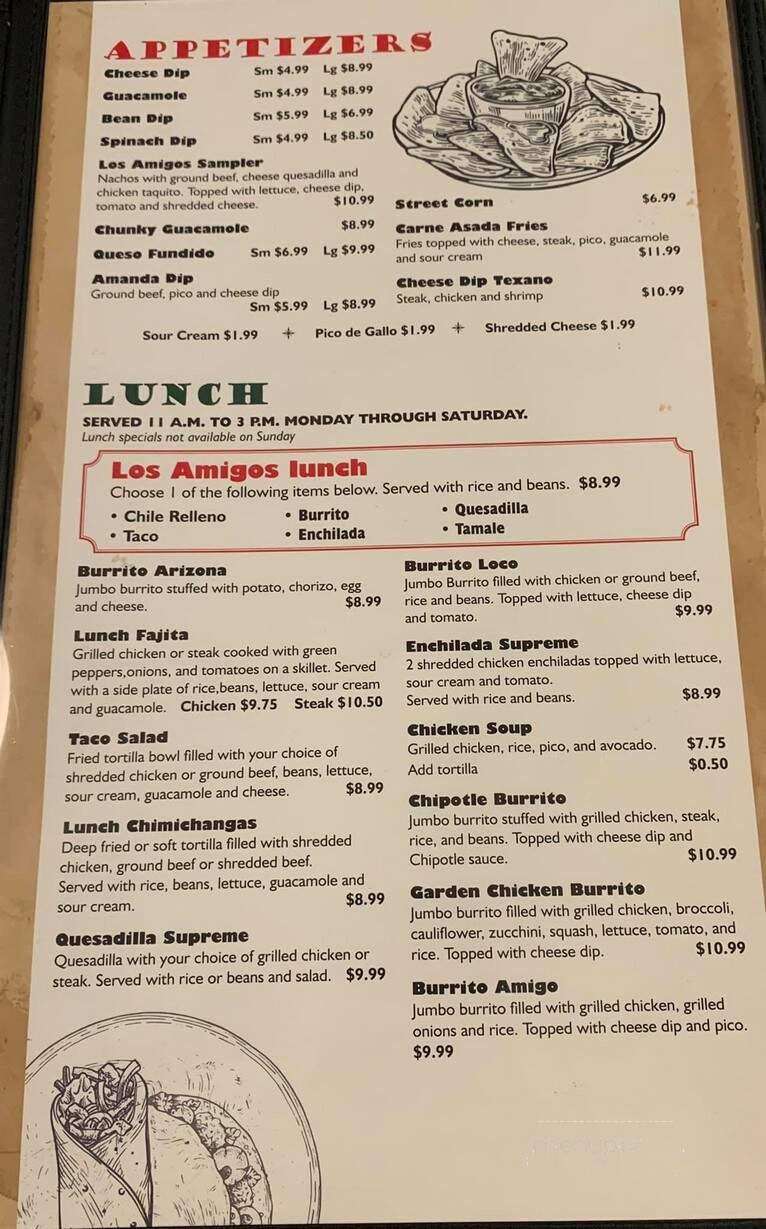 APPETIZERS
Cheese Dip Sm $4.99 Lg $8.99
Guacamole Sm $4.99 Lg $8.99
Bean Dip Sm $5.99 Lg $6.99
Spinach Dip Sm $4.99 Lg $8.50
Los Amigos Sampler
Nachos with ground beef, cheese quesadilla and
chicken taquito. Topped with lettuce, cheese dip,
tomato and shredded cheese. $10.99
Chunky Guacamole $8.99
Queso Fundido Sm $6.99 Lg $9.99
Amanda Dip
Ground beef, pico and cheese dip
Sm $5.99 Lg $8.99
Street Corn $6.99
Carne Asada Fries
Fries topped with cheese, steak, pico, guacamole
and sour cream $11.99
Cheese Dip Texano
Steak, chicken and shrimp $10.99
Sour Cream $1.99 + Pico de Gallo $1.99 + Shredded Cheese $1.99
LUNCH
SERVED 11 A.M. TO 3 P.M. MONDAY THROUGH SATURDAY.
Lunch specials not available on Sunday
Los Amigos lunch
Choose 1 of the following items below. Served with rice and beans. $8.99
• Chile Relleno • Burrito • Quesadilla
• Taco • Enchilada • Tamale
Burrito Arizona
Jumbo burrito stuffed with potato, chorizo, egg
and cheese. $8.99
Lunch Fajita
Grilled chicken or steak cooked with green
peppers,onions, and tomatoes on a skillet. Served
with a side plate of rice,beans, lettuce, sour cream
and guacamole. Chicken $9.75 Steak $10.50
Taco Salad
Fried tortilla bowl filled with your choice of
shredded chicken or ground beef, beans, lettuce,
sour cream, guacamole and cheese. $8.99
Lunch Chimichangas
Deep fried or soft tortilla filled with shredded
chicken, ground beef or shredded beef.
Served with rice, beans, lettuce, guacamole and
sour cream. $8.99
Quesadilla Supreme
Quesadilla with your choice of grilled chicken or
steak. Served with rice or beans and salad. $9.99
Burrito Loco
Jumbo Burrito filled with chicken or ground beef,
rice and beans. Topped with lettuce, cheese dip
and tomato. $9.99
Enchilada Supreme
2 shredded chicken enchiladas topped with lettuce,
sour cream and tomato.
Served with rice and beans. $8.99
Chicken Soup
Grilled chicken, rice, pico, and avocado. $7.75
Add tortilla $0.50
Chipotle Burrito
Jumbo burrito stuffed with grilled chicken, steak,
rice, and beans. Topped with cheese dip and
Chipotle sauce. $10.99
Garden Chicken Burrito
Jumbo burrito filled with grilled chicken, broccoli,
cauliflower, zucchini, squash, lettuce, tomato, and
rice. Topped with cheese dip. $10.99
Burrito Amigo
Jumbo burrito filled with grilled chicken, grilled
onions and rice. Topped with cheese dip and pico.
$9.99